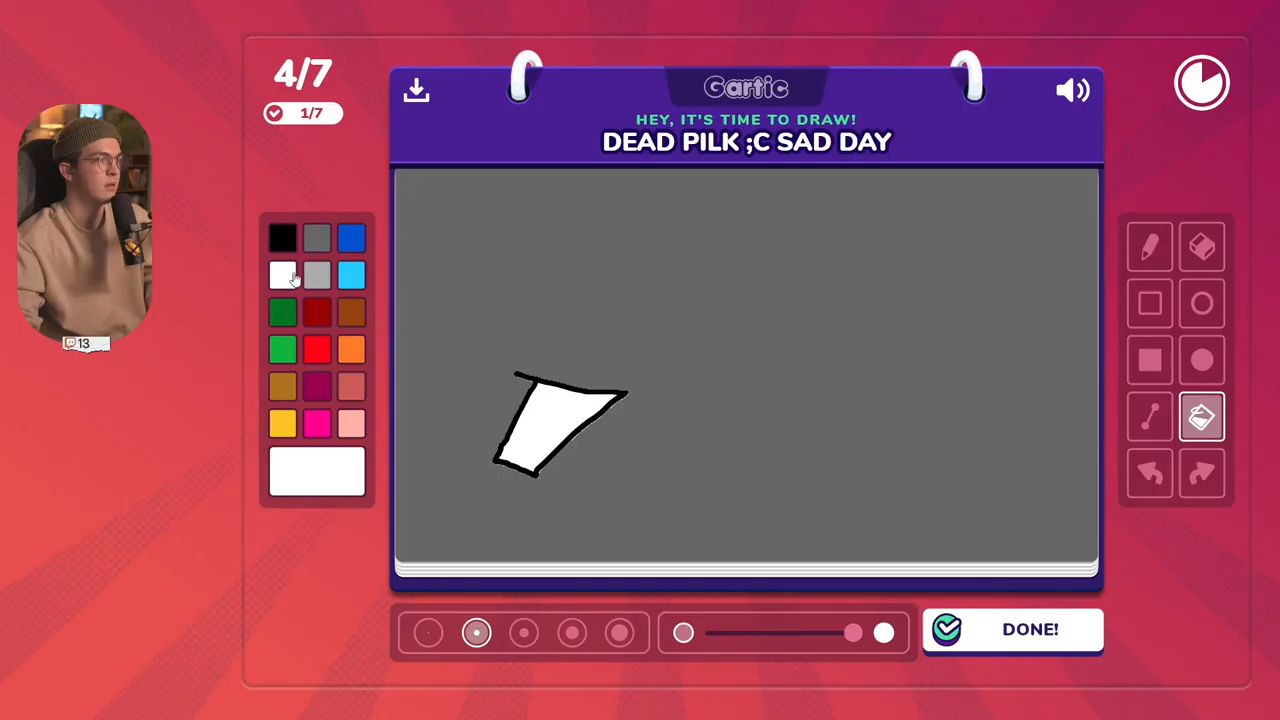 4/7
1/7
Gartic
HEY, IT'S TIME TO DRAW!
DEAD PILK ;C SAD DAY
13
DONE!